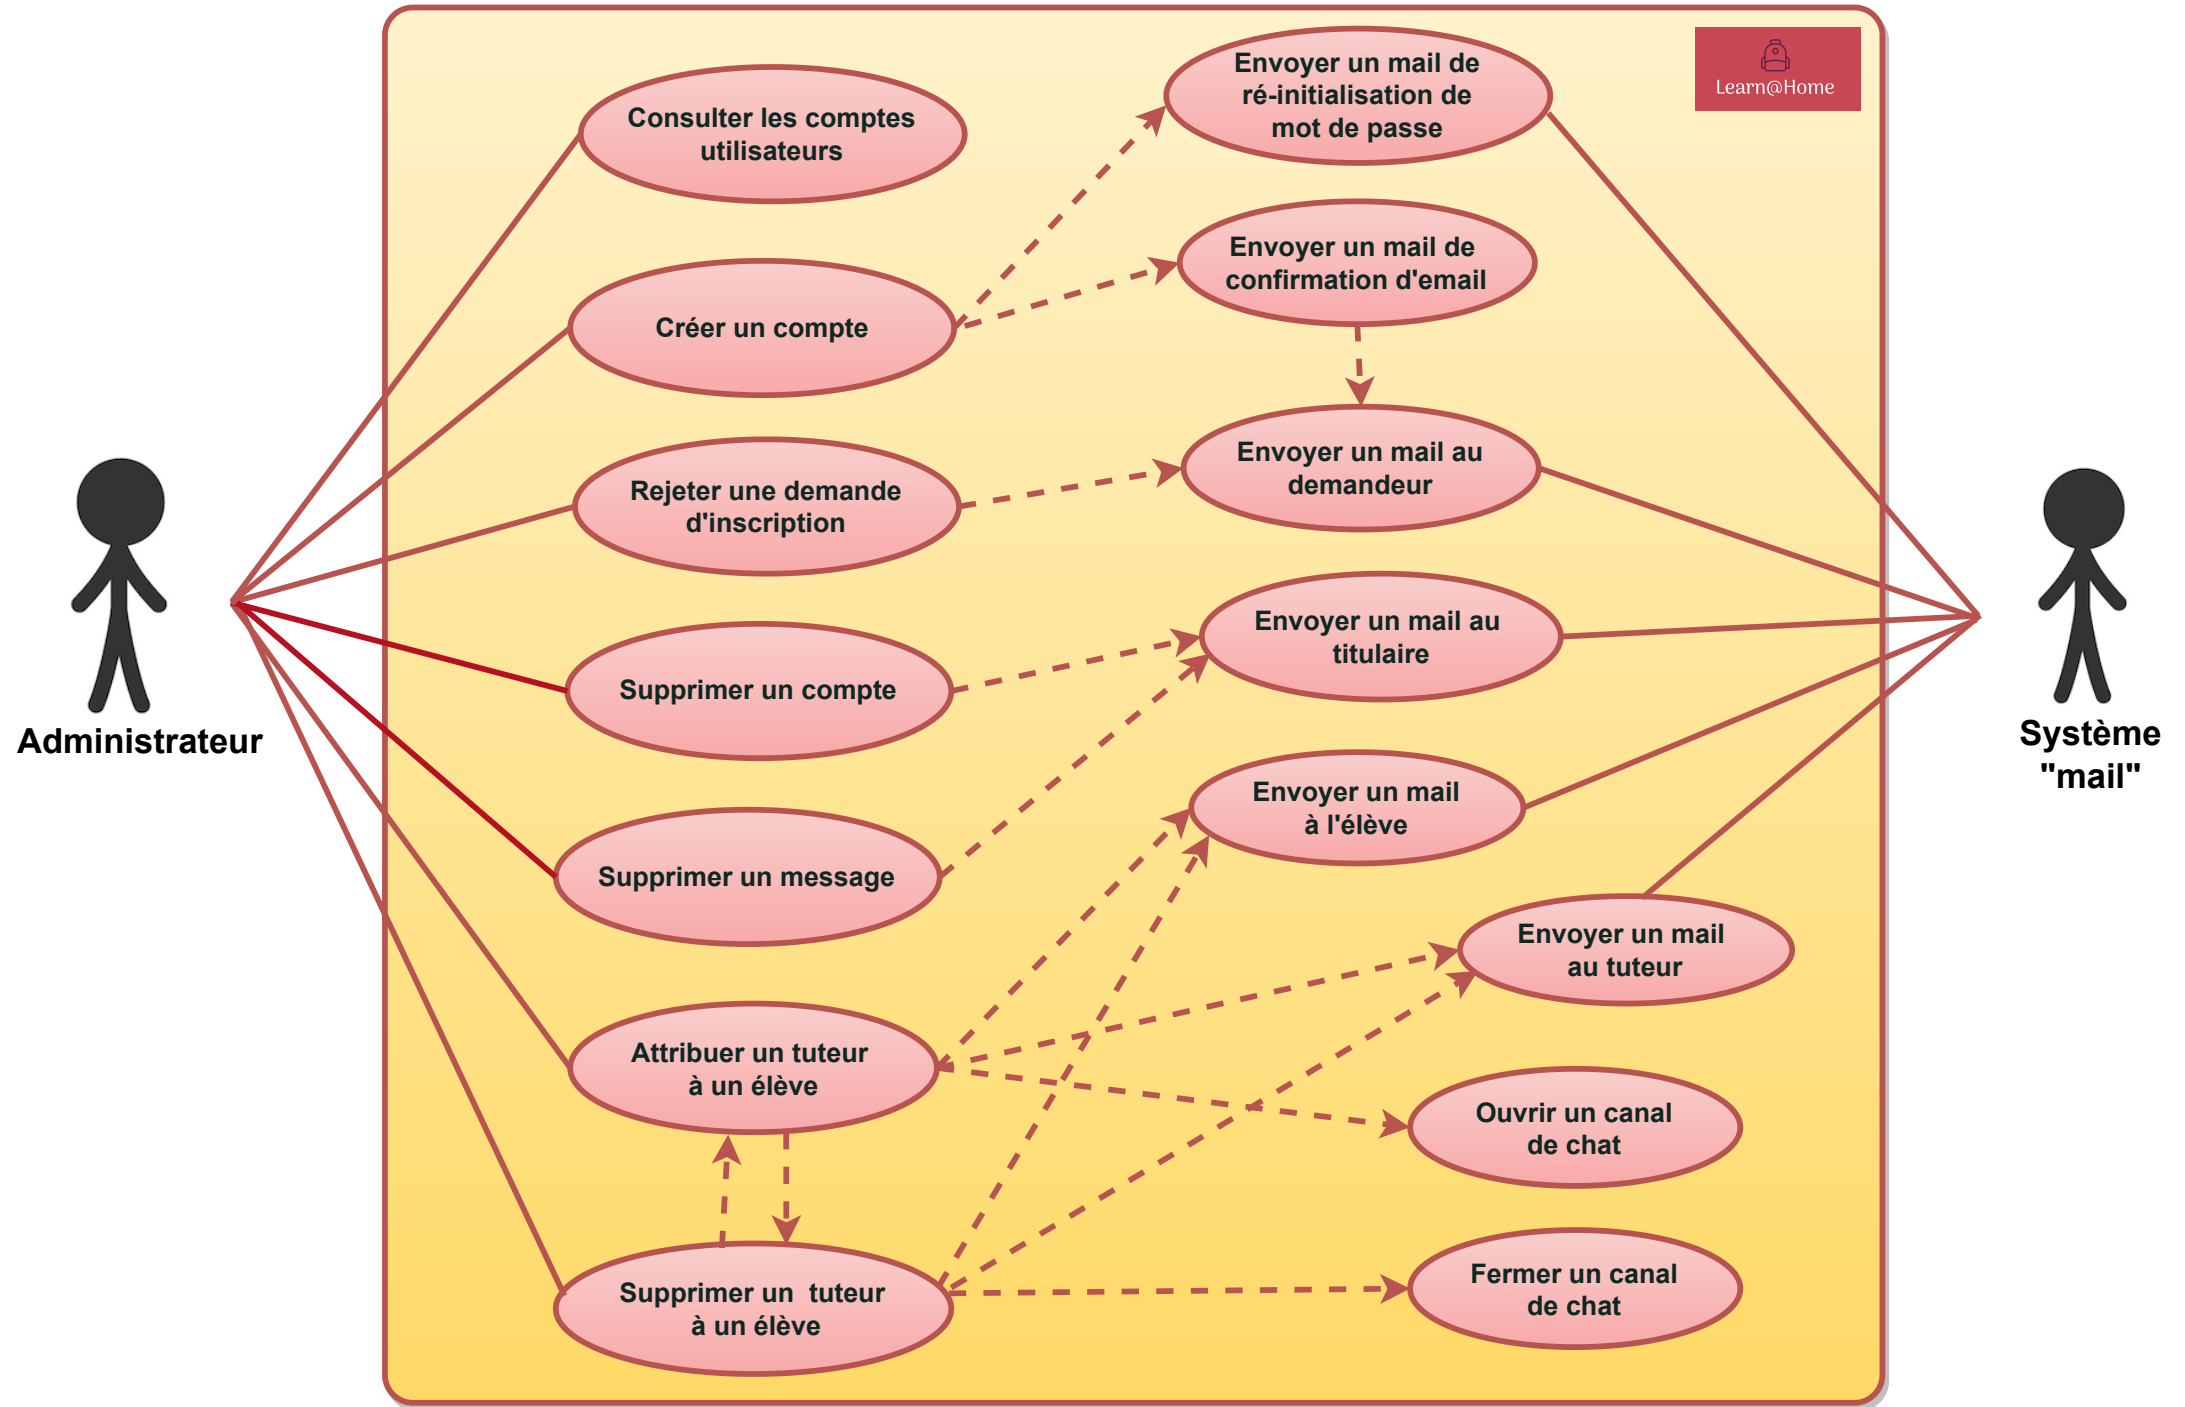 Envoyer un mail de
ré-initialisation de
mot de passe
Learn@Home
Consulter les comptes
utilisateurs
Envoyer un mail de
confirmation d'email
Créer un compte
Envoyer un mail au
demandeur
Rejeter une demande
d'inscription
Envoyer un mail au
titulaire
Supprimer un compte
Administrateur
Système
"mail"
Envoyer un mail
à l'élève
Supprimer un message
Envoyer un mail
au tuteur
Attribuer un tuteur
à un élève
Ouvrir un canal
de chat
Supprimer un  tuteur
à un élève
Fermer un canal
de chat